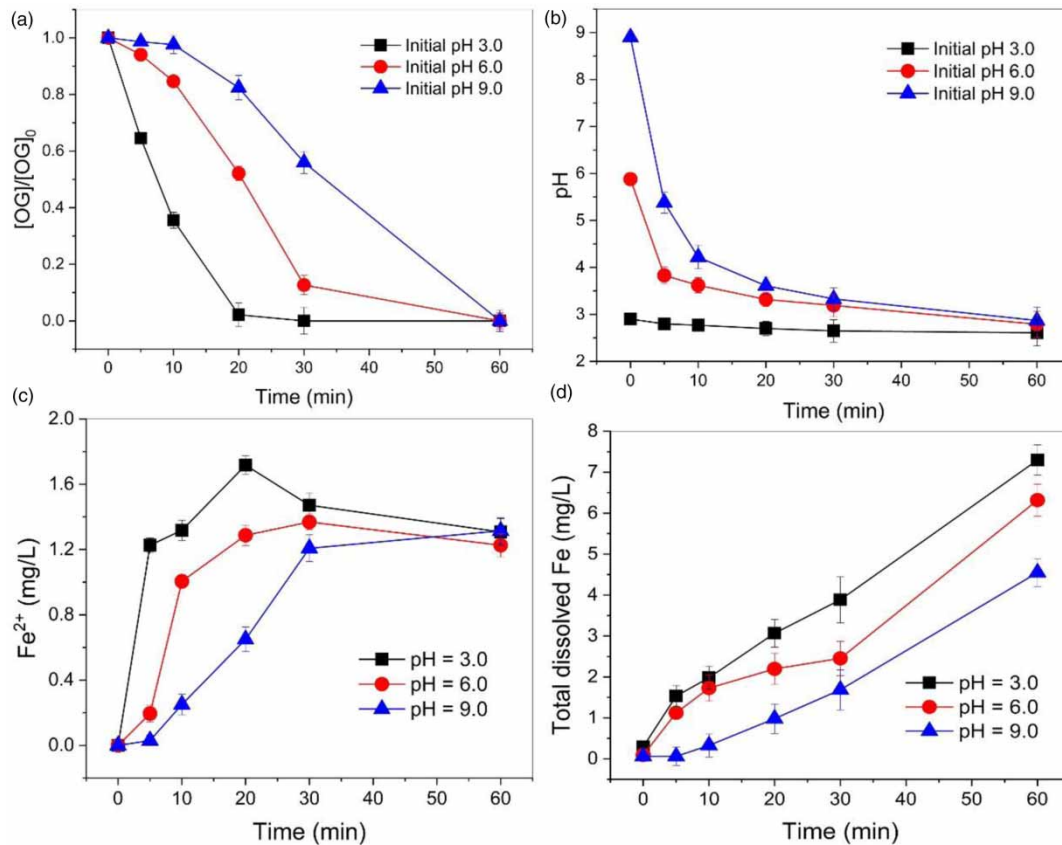 (a)
[OG]/[OG]₀
1.0
0.8
0.6
0.4
0.2
0.0
Initial pH 3.0
Initial pH 6.0
Initial pH 9.0
0 10 20 30 40 50 60
Time (min)
(b)
pH
9
8
7
6
5
4
3
2
Initial pH 3.0
Initial pH 6.0
Initial pH 9.0
0 10 20 30 40 50 60
Time (min)
(c)
Fe²⁺ (mg/L)
2.0
1.6
1.2
0.8
0.4
0.0
pH = 3.0
pH = 6.0
pH = 9.0
0 10 20 30 40 50 60
Time (min)
(d)
Total dissolved Fe (mg/L)
8
7
6
5
4
3
2
1
0
pH = 3.0
pH = 6.0
pH = 9.0
0 10 20 30 40 50 60
Time (min)